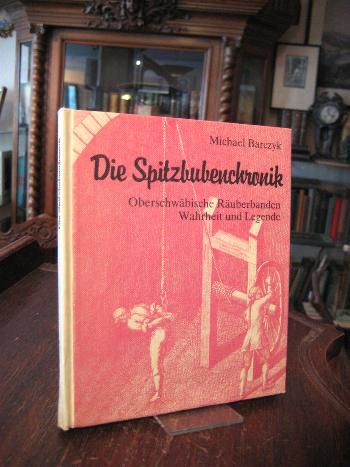 Michael Barczyk
Die Spitzbubenchronik
Oberschwäbische Räuberbanden
Wahrheit und Legende